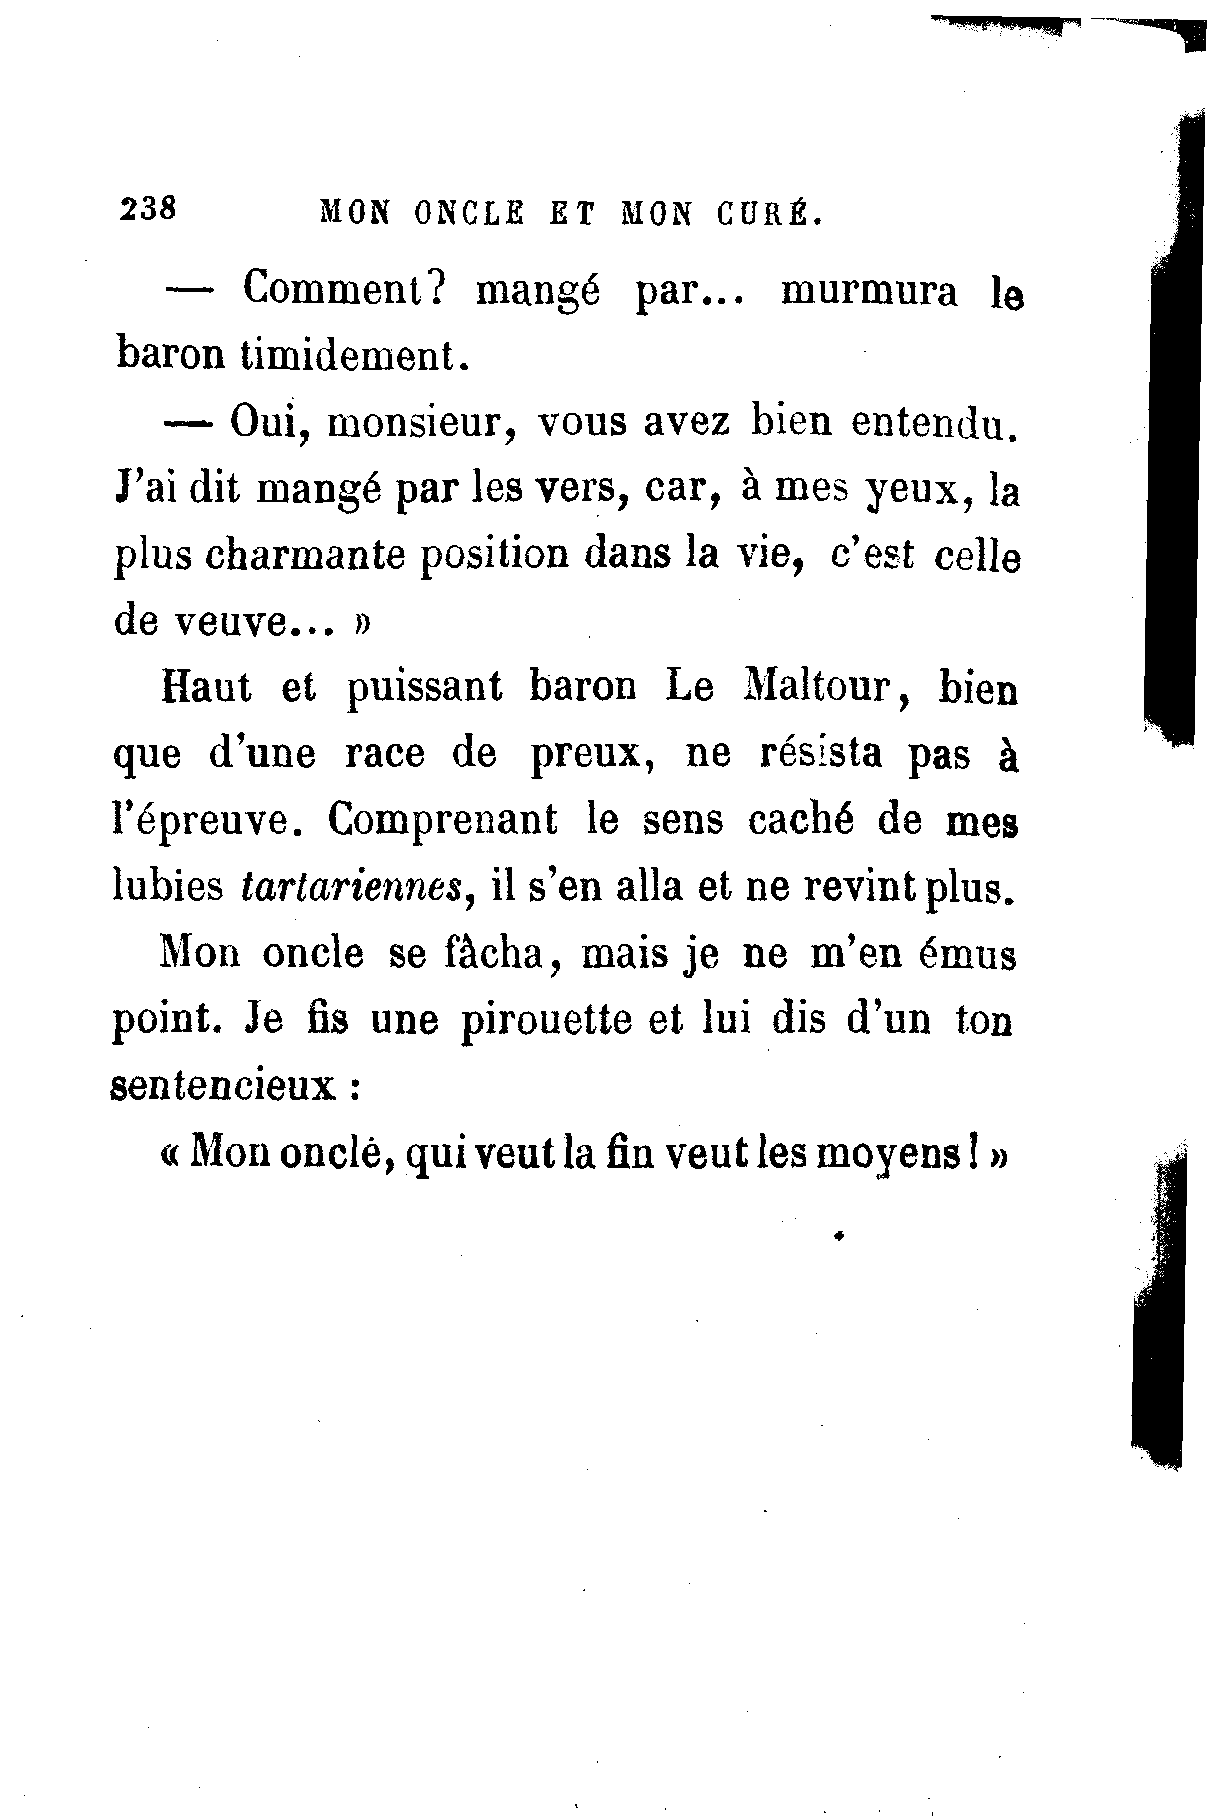 238 MON ONCLE ET MON CURÉ.
— Comment? mangé par... murmura le
baron timidement.
— Oui, monsieur, vous avez bien entendu.
J'ai dit mangé par les vers, car, à mes yeux, la
plus charmante position dans la vie, c'est celle
de veuve... »
Haut et puissant baron Le Maltour, bien
que d'une race de preux, ne résista pas à
l'épreuve. Comprenant le sens caché de mes
lubies tartariennes, il s'en alla et ne revint plus.
Mon oncle se fâcha, mais je ne m'en émus
point. Je fis une pirouette et lui dis d'un ton
sentencieux :
« Mon oncle, qui veut la fin veut les moyens! »